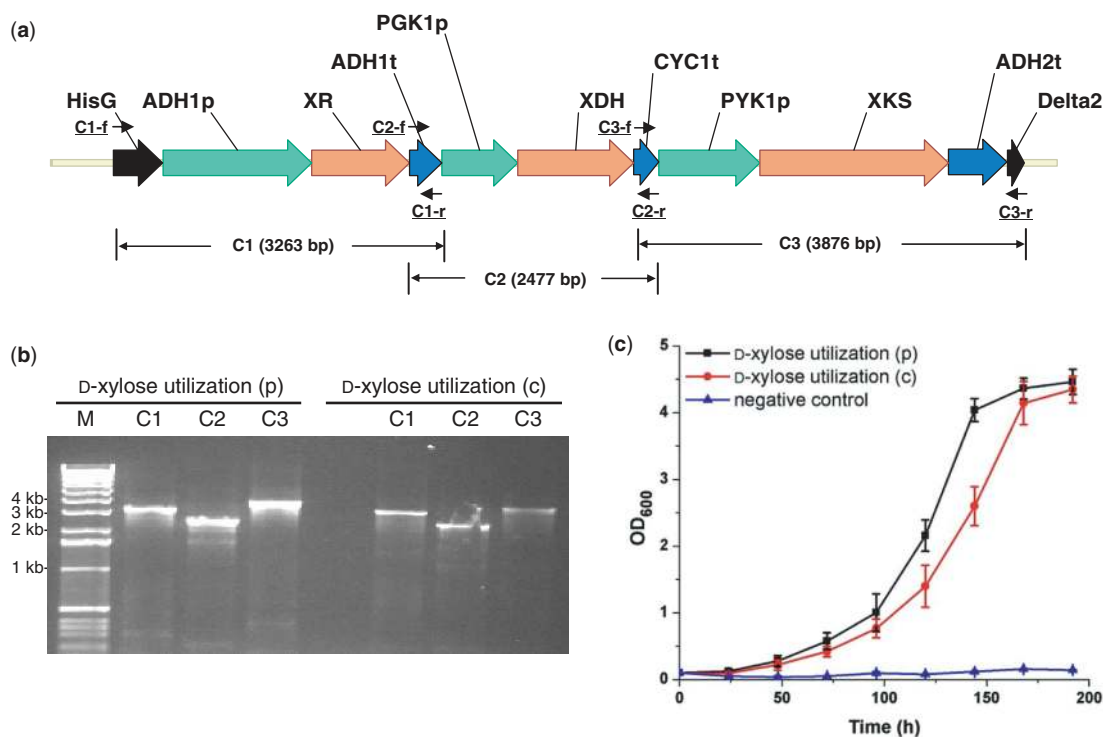 (a)
PGK1p
ADH1t
CYC1t
ADH2t
HisG
ADH1p
XR
XDH
PYK1p
XKS
Delta2
C1-f
C2-f
C3-f
C1-r
C2-r
C3-r
C1 (3263 bp)
C3 (3876 bp)
C2 (2477 bp)
(b)
D-xylose utilization (p)
D-xylose utilization (c)
M
C1
C2
C3
C1
C2
C3
4 kb
3 kb
2 kb
1 kb
(c)
D-xylose utilization (p)
D-xylose utilization (c)
negative control
OD600
5
4
3
2
1
0
0
50
100
150
200
Time (h)